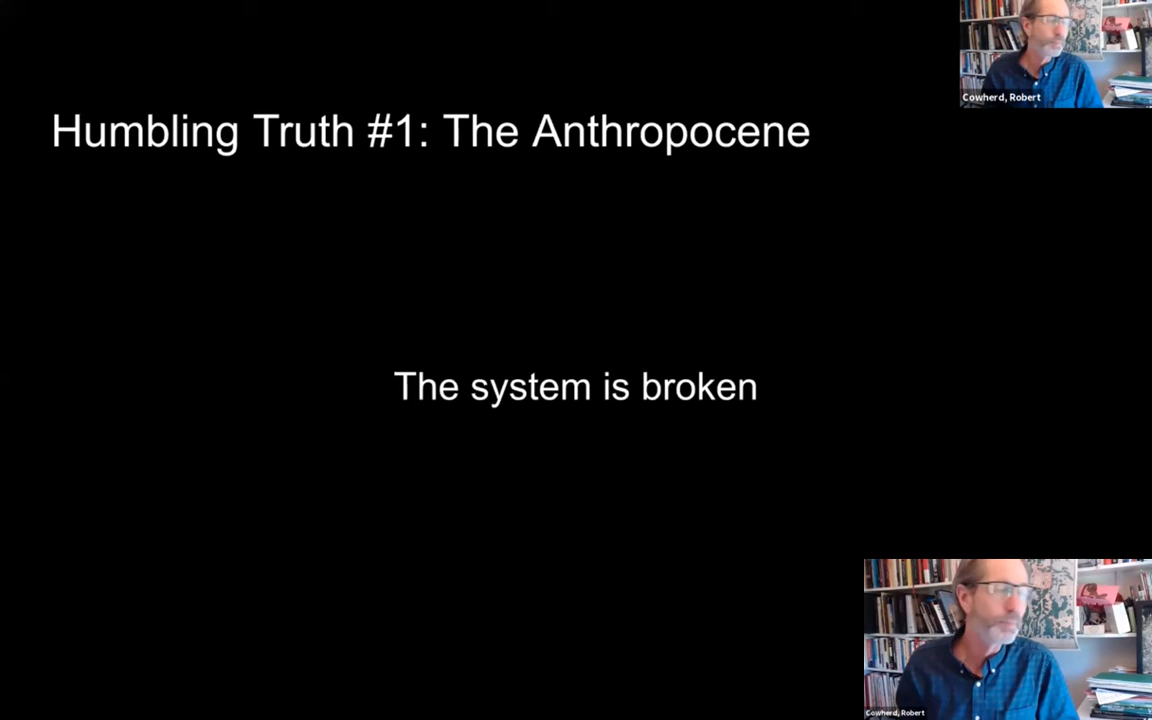 Cowherd, Robert
Humbling Truth #1: The Anthropocene
The system is broken
Cowherd, Robert